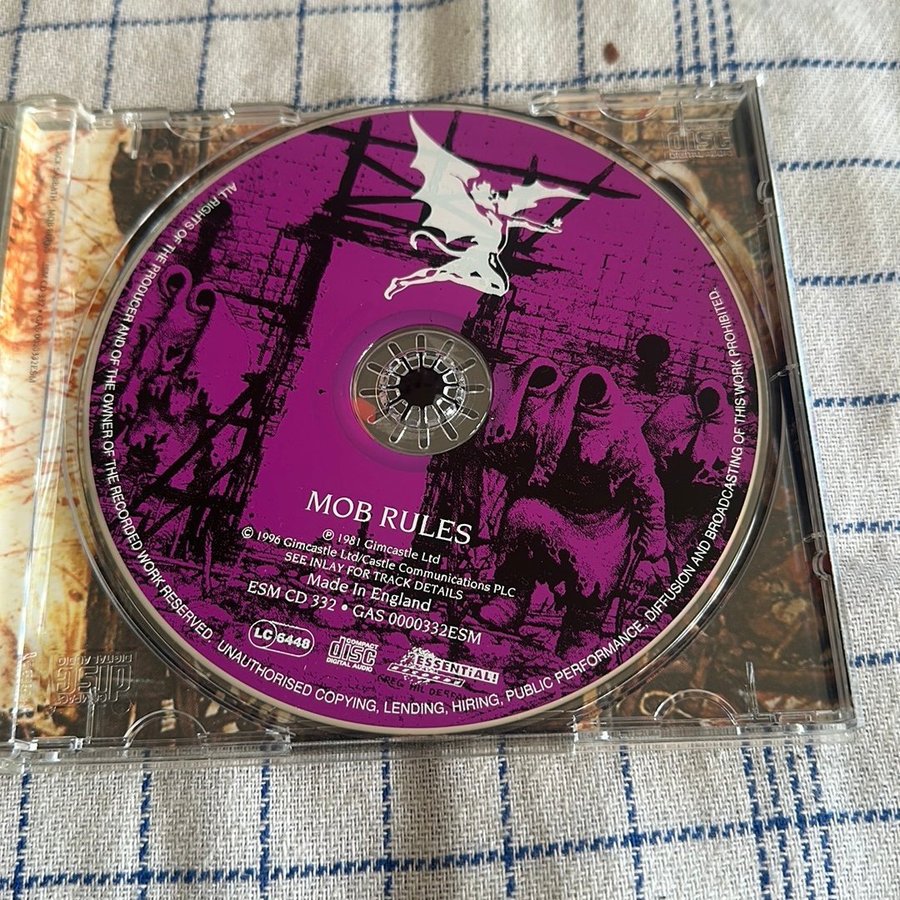 MOB RULES
℗ 1981 Gimcastle Ltd
© 1996 Gimcastle Ltd/Castle Communications PLC
SEE INLAY FOR TRACK DETAILS
Made In England
ESM CD 332 • GAS 0000332ESM
LC 6448
COMPACT
disc
DIGITAL AUDIO
ESSENTIAL!
ALL RIGHTS OF THE PRODUCER AND OF THE OWNER OF THE RECORDED WORK RESERVED. UNAUTHORISED COPYING, LENDING, HIRING, PUBLIC PERFORMANCE, DIFFUSION AND BROADCASTING OF THIS WORK PROHIBITED.
disc